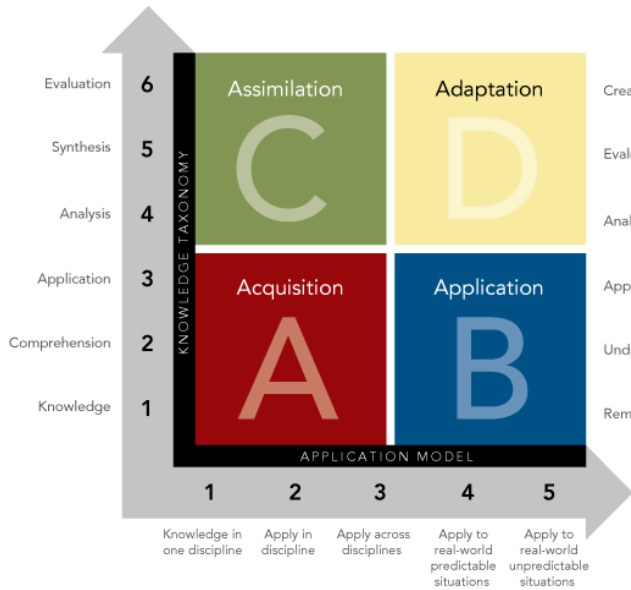 Evaluation 6 Assimilation Adaptation
C D
Synthesis 5
Analysis 4
KNOWLEDGE TAXONOMY
Application 3 Acquisition Application
A B
Comprehension 2
Knowledge 1
APPLICATION MODEL
1 2 3 4 5
Knowledge in
one discipline
Apply in
discipline
Apply across
disciplines
Apply to
real-world
predictable
situations
Apply to
real-world
unpredictable
situations